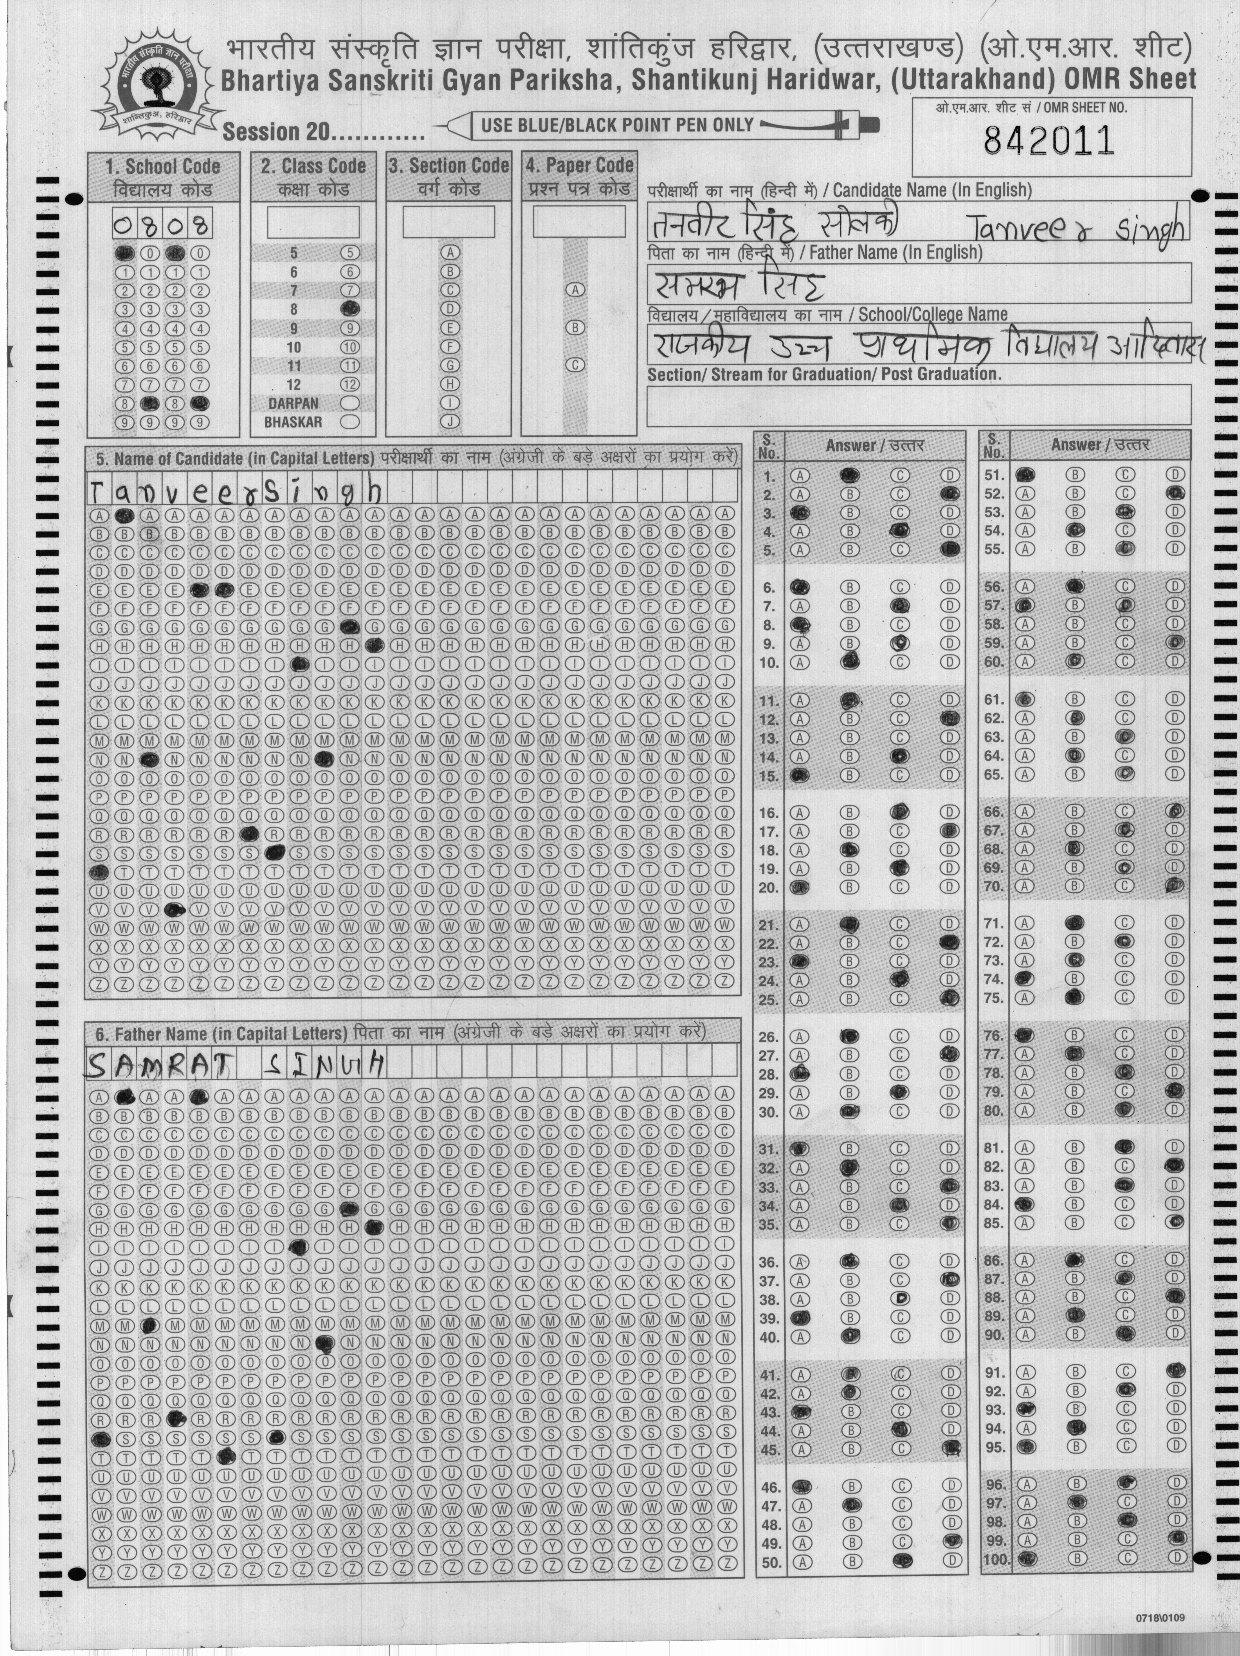 भारतीय संस्कृति ज्ञान परीक्षा, शांतिकुंज हरिद्वार, (उत्तराखण्ड) (ओ.एम.आर. शीट)
Bhartiya Sanskriti Gyan Pariksha, Shantikunj Haridwar, (Uttarakhand) OMR Sheet
Session 20............ USE BLUE/BLACK POINT PEN ONLY
ओ.एम.आर. शीट सं / OMR SHEET NO.
842011
1. School Code
विद्यालय कोड
0808
2. Class Code
कक्षा कोड
5
6
7
8
9
10
11
12
DARPAN
BHASKAR
3. Section Code
वर्ग कोड
4. Paper Code
प्रश्न पत्र कोड
परीक्षार्थी का नाम (हिन्दी में) / Candidate Name (In English)
तनवीर सिंह सोलंकी Tanveer Singh
पिता का नाम (हिन्दी में) / Father Name (In English)
सिंह
विद्यालय/महाविद्यालय का नाम / School/College Name
राजकीय उच्च प्राथमिक विद्यालय
Section/ Stream for Graduation/ Post Graduation.
5. Name of Candidate (in Capital Letters) परीक्षार्थी का नाम (अंग्रेजी के बड़े अक्षरों का प्रयोग करें)
TanveerSingh
6. Father Name (in Capital Letters) पिता का नाम (अंग्रेजी के बड़े अक्षरों का प्रयोग करें)
SAMRAT SINGH
S. No. Answer / उत्तर
S. No. Answer / उत्तर
0718\0109